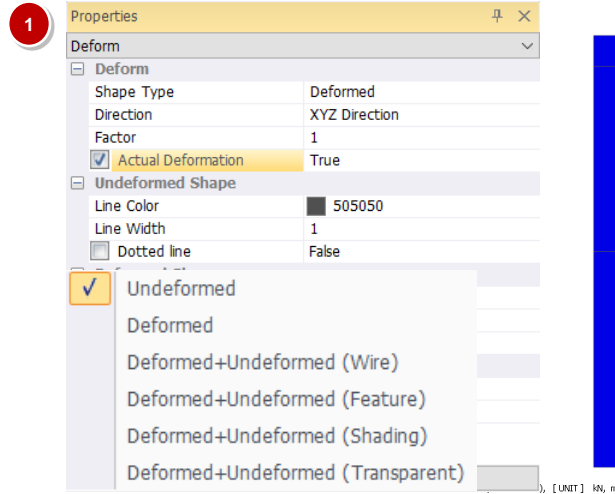 1
Properties
Deform
Deform
Shape Type Deformed
Direction XYZ Direction
Factor 1
Actual Deformation True
Undeformed Shape
Line Color 505050
Line Width 1
Dotted line False
Undeformed
Deformed
Deformed+Undeformed (Wire)
Deformed+Undeformed (Feature)
Deformed+Undeformed (Shading)
Deformed+Undeformed (Transparent)
), [UNIT] kN, m